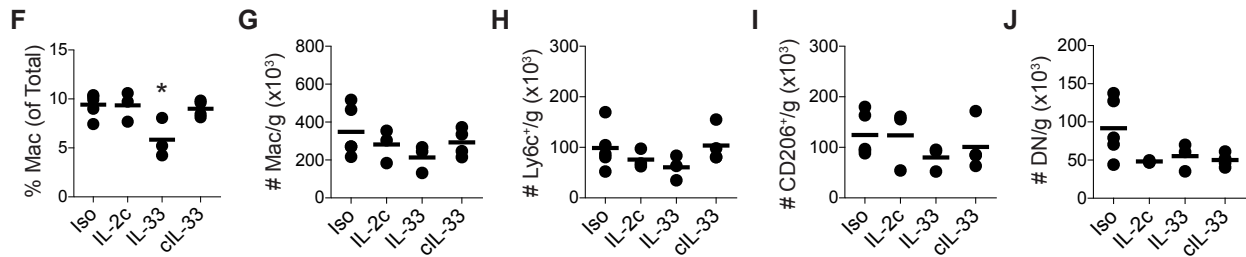 F
% Mac (of Total)
15
10
5
0
*
Iso
IL-2c
IL-33
cIL-33
G
# Mac/g (x10³)
800
600
400
200
0
Iso
IL-2c
IL-33
cIL-33
H
# Ly6c⁺/g (x10³)
300
200
100
0
Iso
IL-2c
IL-33
cIL-33
I
# CD206⁺/g (x10³)
300
200
100
0
Iso
IL-2c
IL-33
cIL-33
J
# DN/g (x10³)
200
150
100
50
0
Iso
IL-2c
IL-33
cIL-33